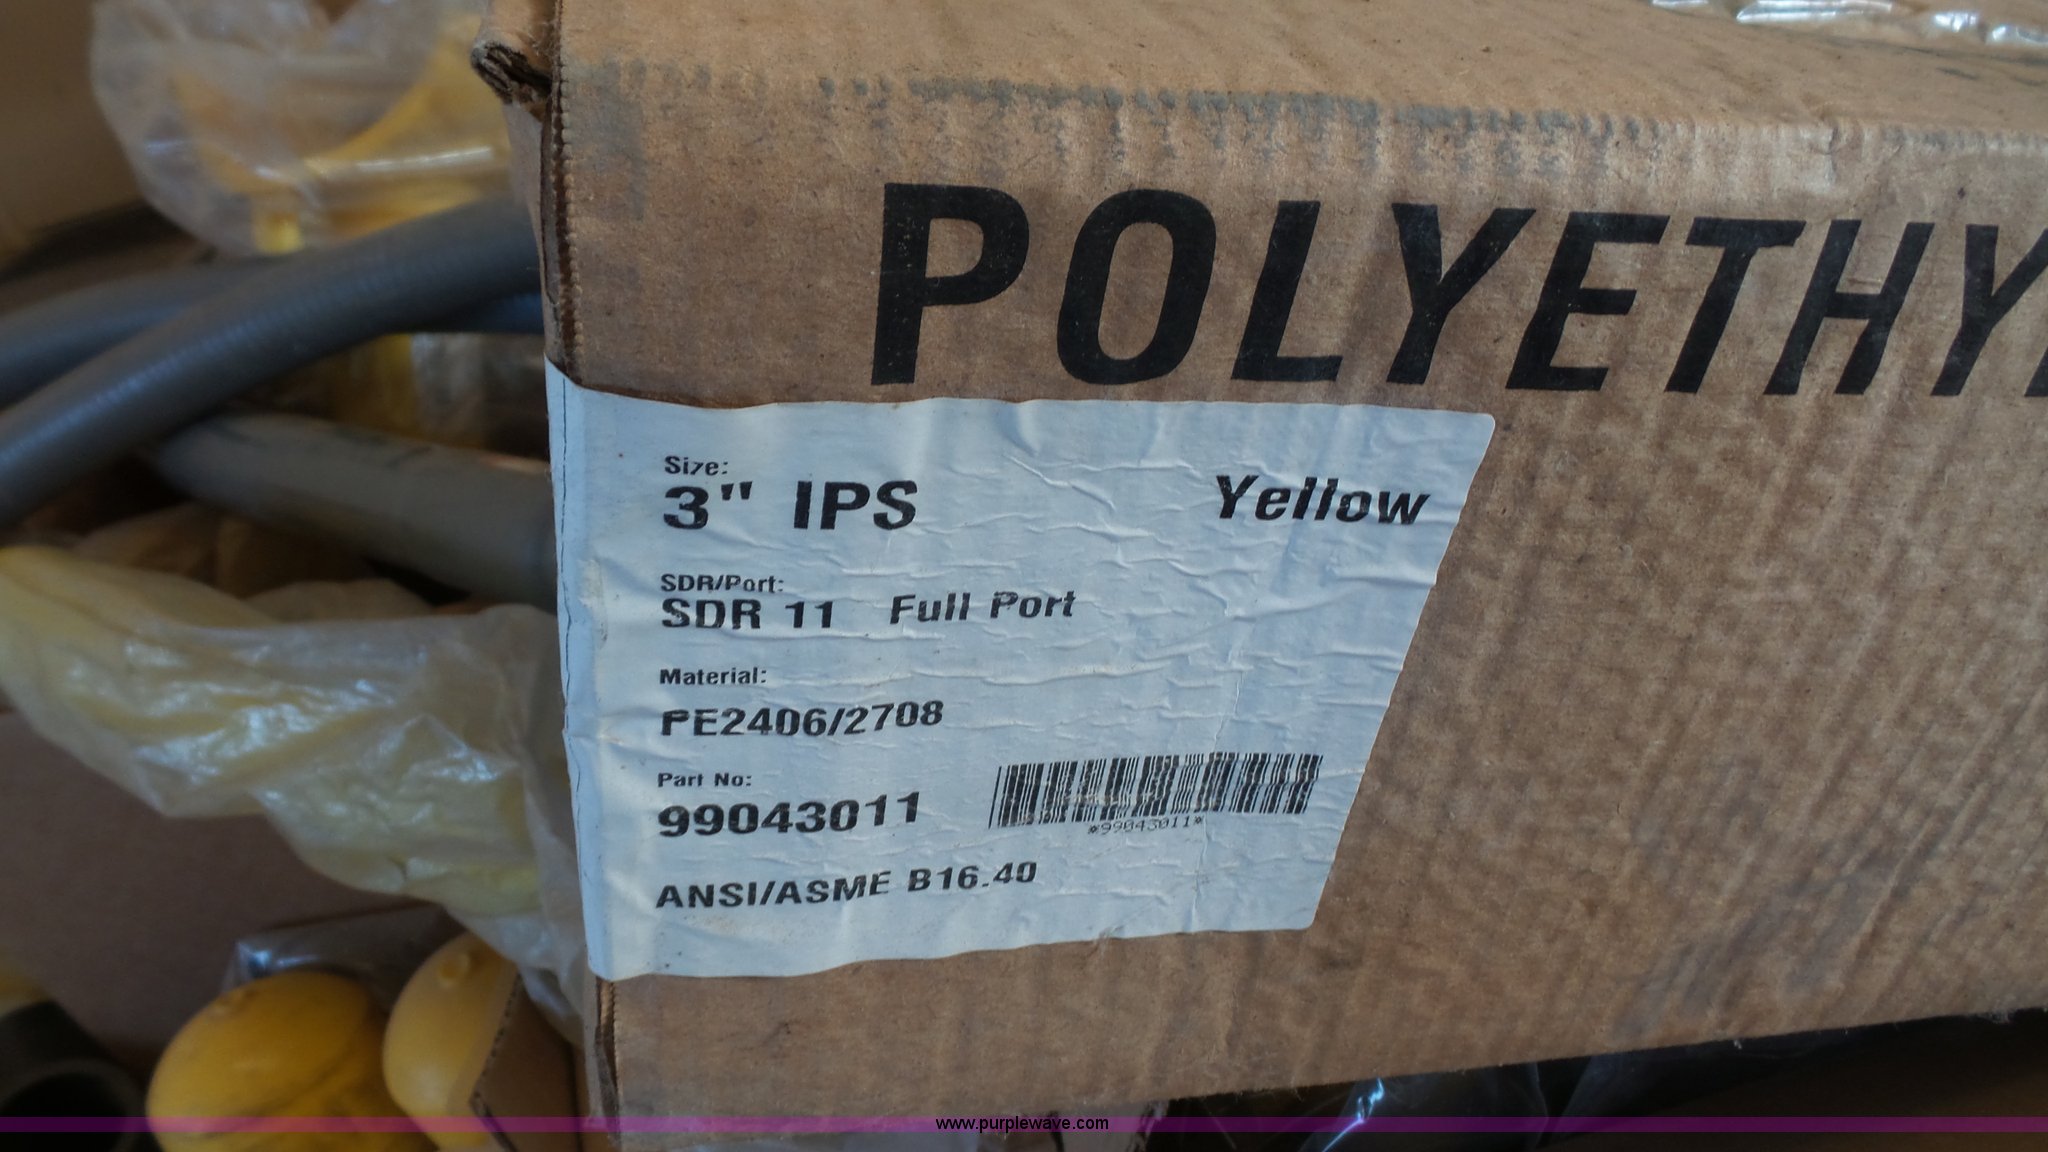 POLYETHY
Size:
3" IPS Yellow
SDR/Port:
SDR 11 Full Port
Material:
PE2406/2708
Part No:
99043011
*99043011*
ANSI/ASME B16.40
www.purplewave.com